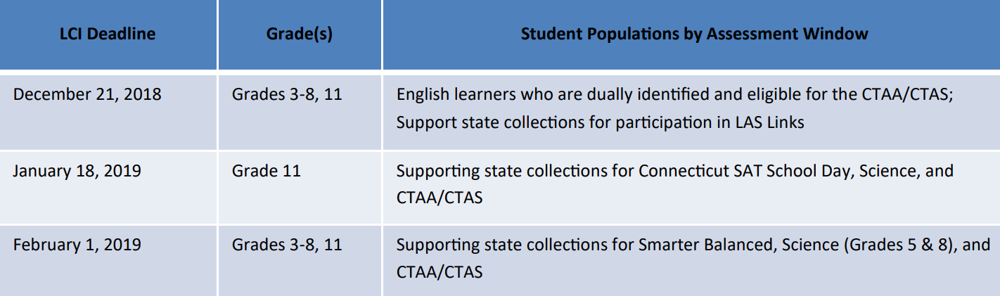 LCI Deadline
Grade(s)
Student Populations by Assessment Window
December 21, 2018
Grades 3-8, 11
English learners who are dually identified and eligible for the CTAA/CTAS;
Support state collections for participation in LAS Links
January 18, 2019
Grade 11
Supporting state collections for Connecticut SAT School Day, Science, and
CTAA/CTAS
February 1, 2019
Grades 3-8, 11
Supporting state collections for Smarter Balanced, Science (Grades 5 & 8), and
CTAA/CTAS